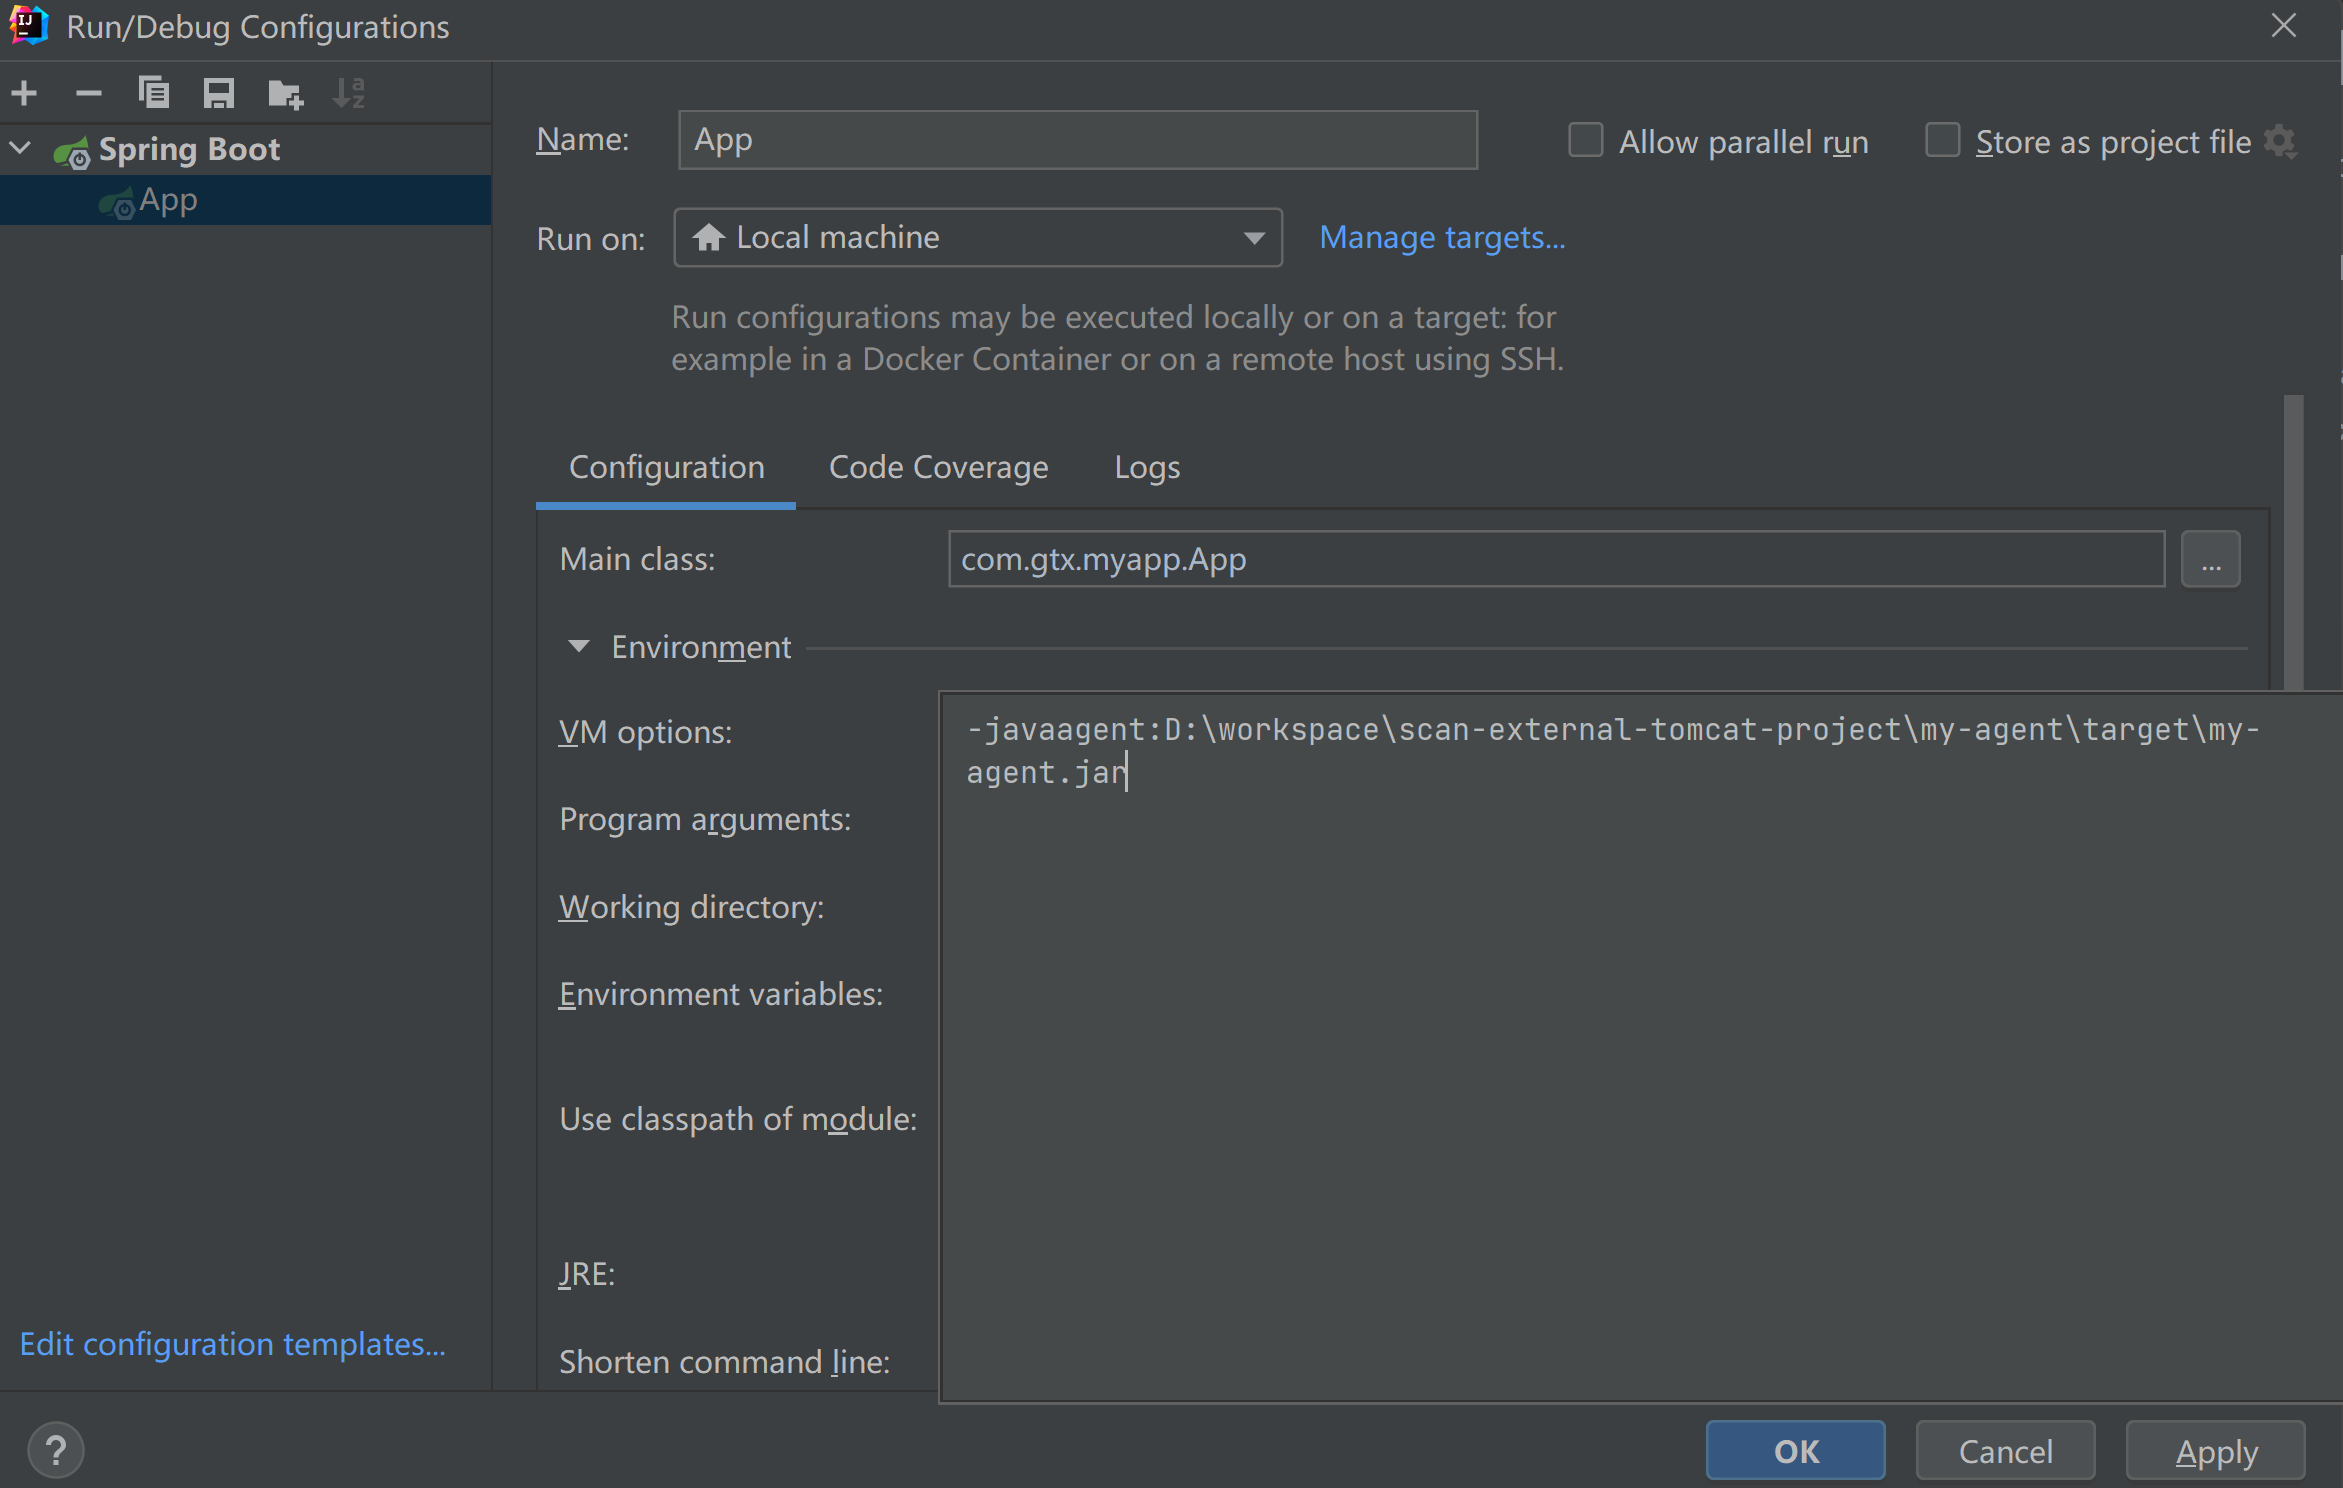 Run/Debug Configurations
Spring Boot
App
Edit configuration templates...
Name:
App
Allow parallel run
Store as project file
Run on:
Local machine
Manage targets...
Run configurations may be executed locally or on a target: for
example in a Docker Container or on a remote host using SSH.
Configuration
Code Coverage
Logs
Main class:
com.gtx.myapp.App
...
Environment
VM options:
-javaagent:D:\workspace\scan-external-tomcat-project\my-agent\target\my-
agent.jar
Program arguments:
Working directory:
Environment variables:
Use classpath of module:
JRE:
Shorten command line:
?
OK
Cancel
Apply